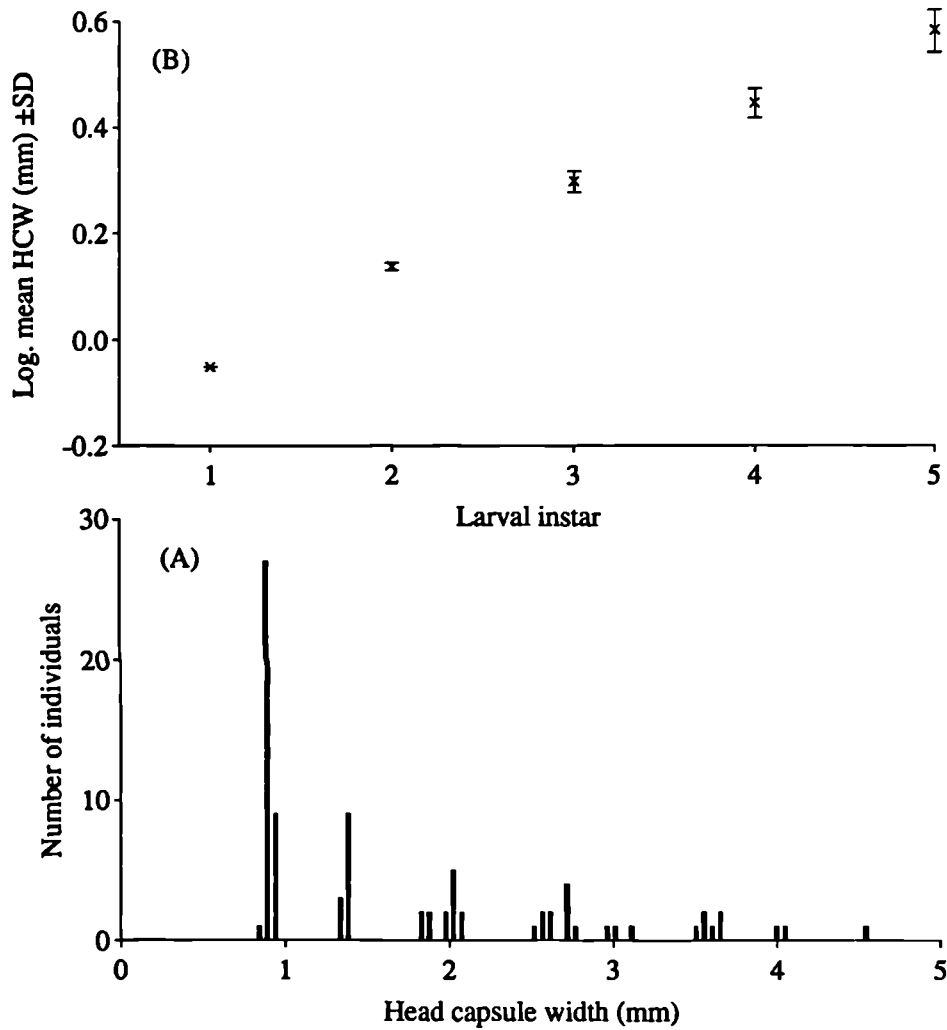 (B)
Log. mean HCW (mm) ±SD
0.6
0.4
0.2
0.0
-0.2
1 2 3 4 5
Larval instar
(A)
Number of individuals
30
20
10
0
0 1 2 3 4 5
Head capsule width (mm)